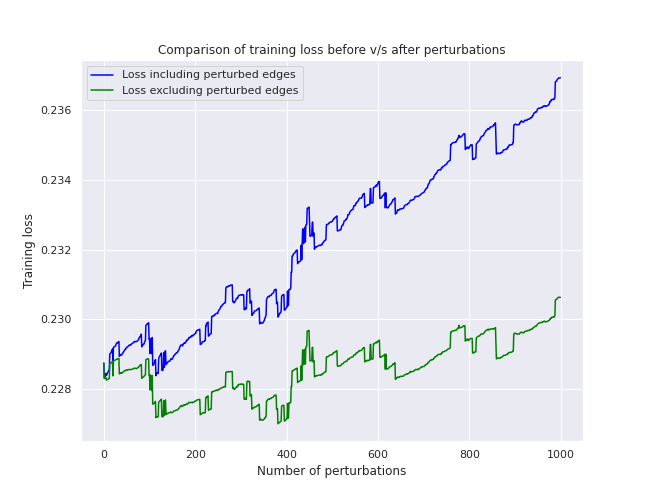 Comparison of training loss before v/s after perturbations
Loss including perturbed edges
Loss excluding perturbed edges
Training loss
0.236
0.234
0.232
0.230
0.228
0 200 400 600 800 1000
Number of perturbations